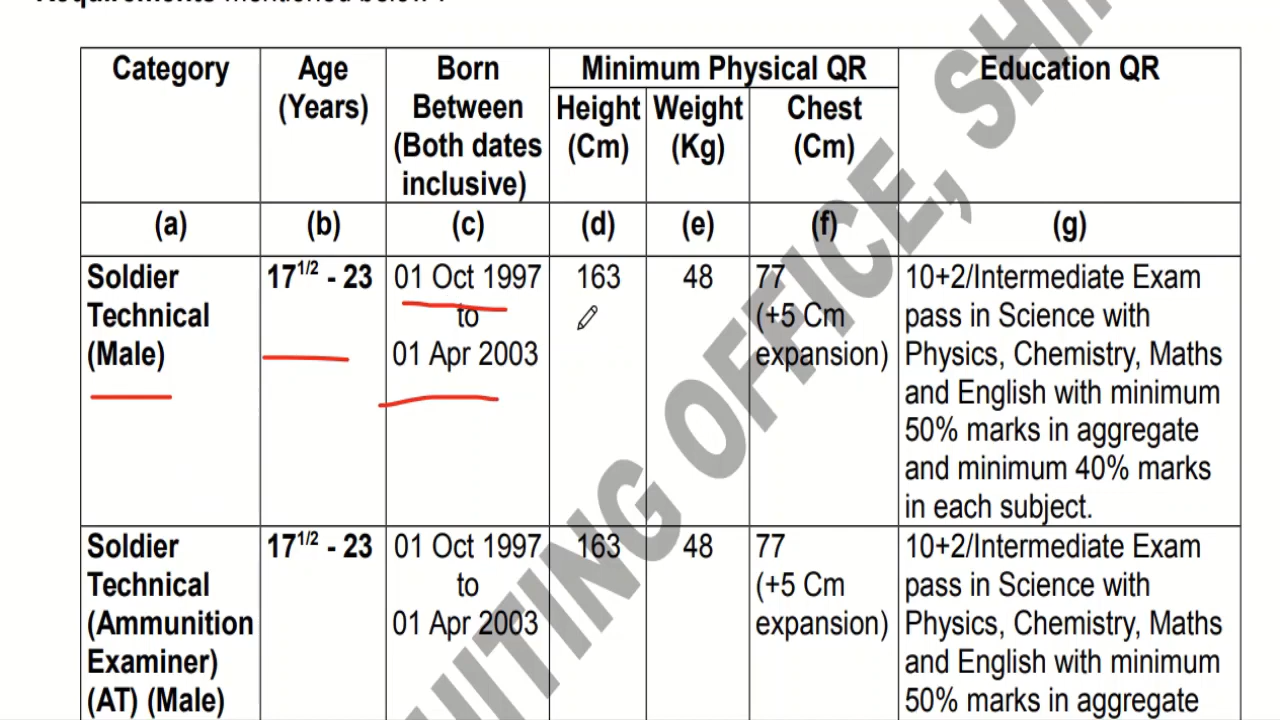 Requirements mentioned below :
Category
Age
(Years)
Born
Between
(Both dates
inclusive)
Minimum Physical QR
Height
(Cm)
Weight
(Kg)
Chest
(Cm)
Education QR
(a)
(b)
(c)
(d)
(e)
(f)
(g)
Soldier
Technical
(Male)
17 1/2 - 23
01 Oct 1997
to
01 Apr 2003
163
48
77
(+5 Cm
expansion)
10+2/Intermediate Exam
pass in Science with
Physics, Chemistry, Maths
and English with minimum
50% marks in aggregate
and minimum 40% marks
in each subject.
Soldier
Technical
(Ammunition
Examiner)
(AT) (Male)
17 1/2 - 23
01 Oct 1997
to
01 Apr 2003
163
48
77
(+5 Cm
expansion)
10+2/Intermediate Exam
pass in Science with
Physics, Chemistry, Maths
and English with minimum
50% marks in aggregate
OFFICE,